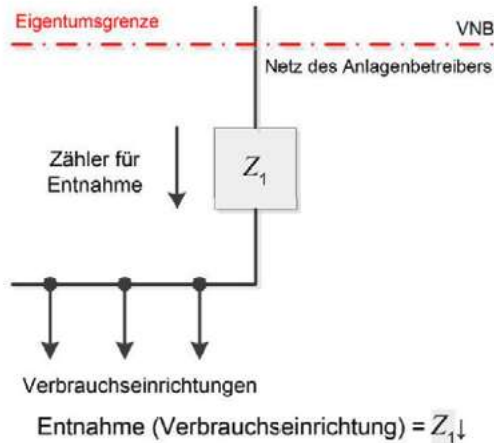 Eigentumsgrenze
VNB
Netz des Anlagenbetreibers
Zähler für
Entnahme
Z₁
Verbrauchseinrichtungen
Entnahme (Verbrauchseinrichtung) = Z₁↓